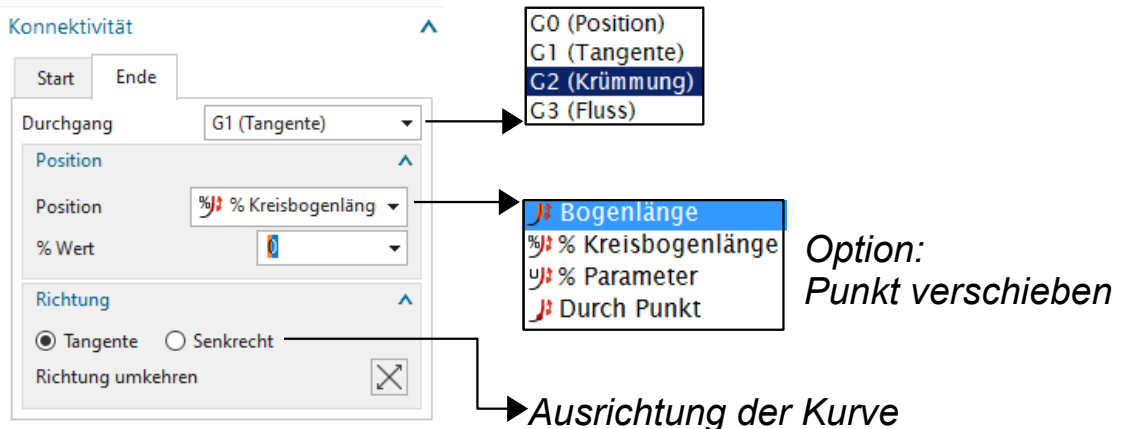 Konnektivität
Start Ende
Durchgang G1 (Tangente)
Position
Position % Kreisbogenläng
% Wert 0
Richtung
Tangente Senkrecht
Richtung umkehren
G0 (Position)
G1 (Tangente)
G2 (Krümmung)
G3 (Fluss)
Bogenlänge
% Kreisbogenlänge
% Parameter
Durch Punkt
Option:
Punkt verschieben
Ausrichtung der Kurve